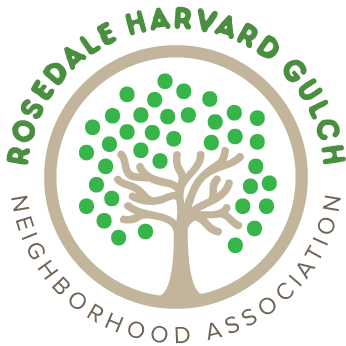 ROSEDALE HARVARD GULCH
NEIGHBORHOOD ASSOCIATION